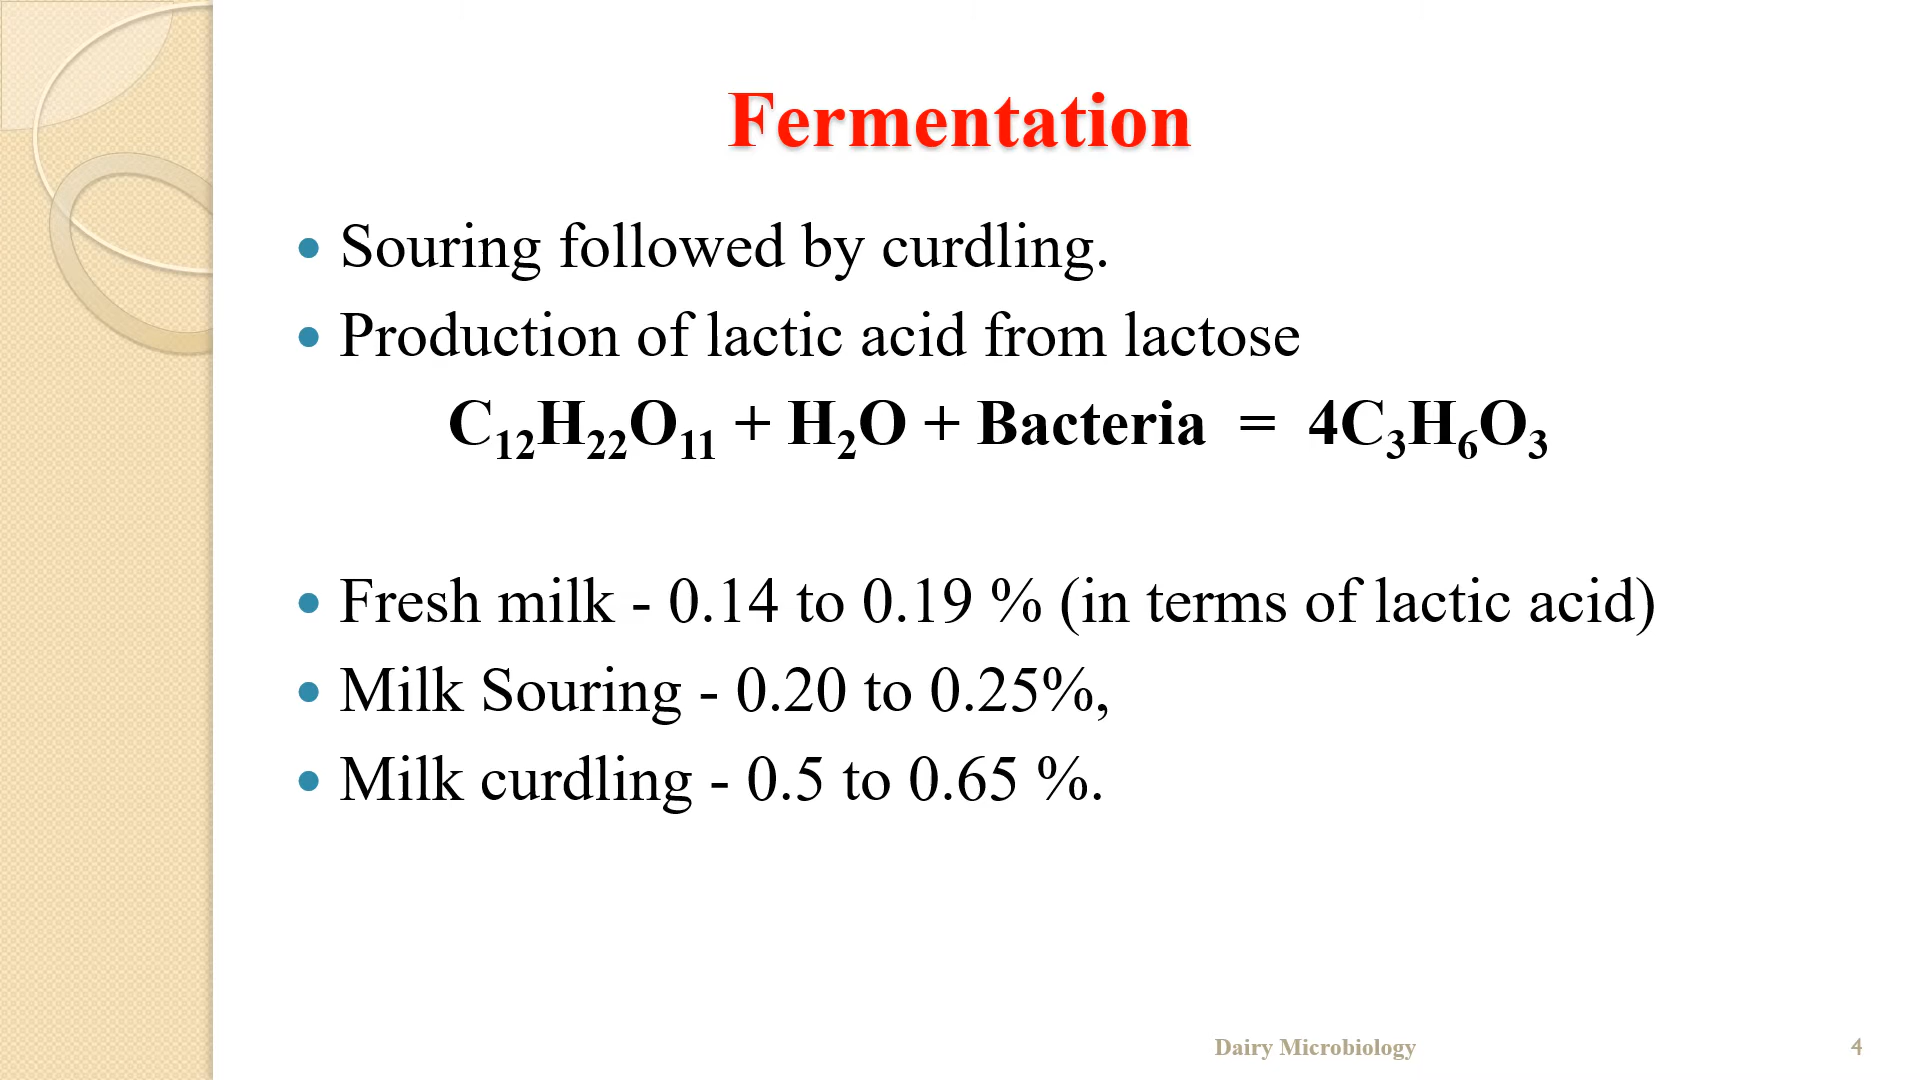 Fermentation
• Souring followed by curdling.
• Production of lactic acid from lactose
C₁₂H₂₂O₁₁ + H₂O + Bacteria = 4C₃H₆O₃
• Fresh milk - 0.14 to 0.19 % (in terms of lactic acid)
• Milk Souring - 0.20 to 0.25%,
• Milk curdling - 0.5 to 0.65 %.
Dairy Microbiology 4